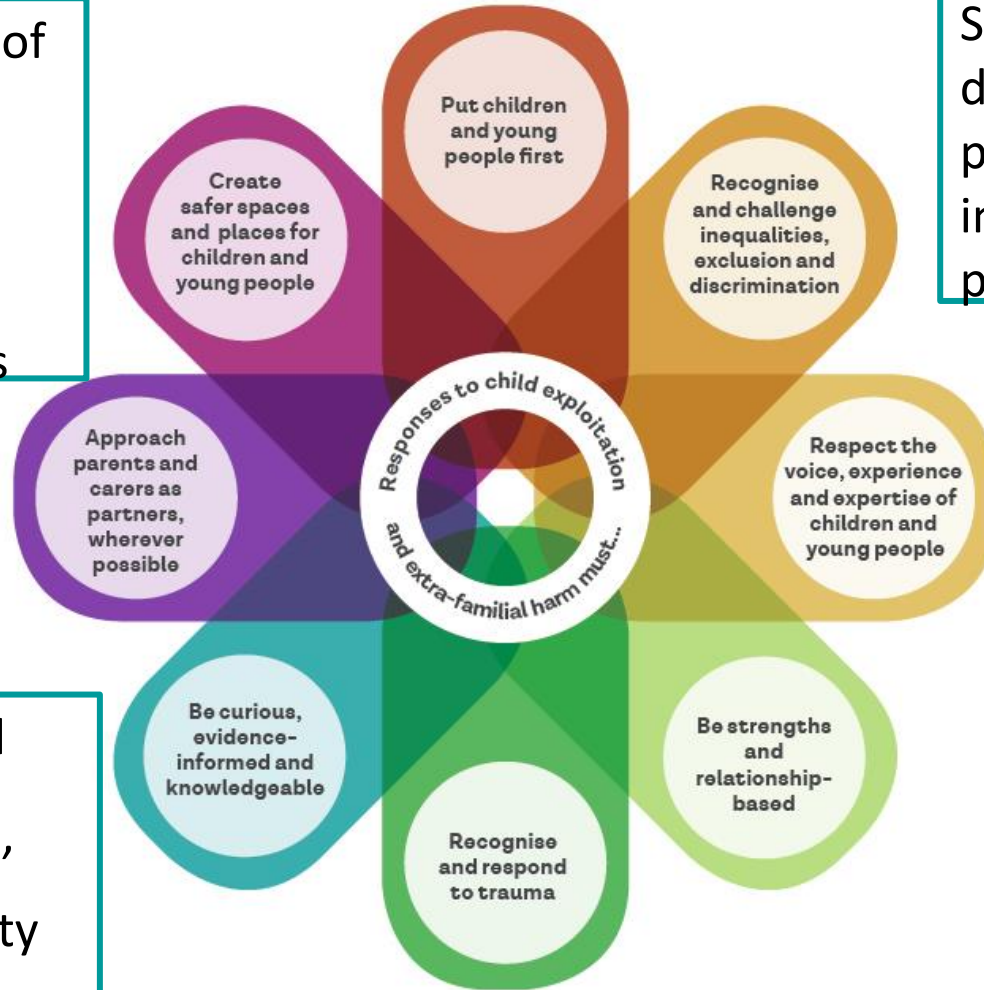 of
s
Put children
and young
people first
Recognise
and challenge
inequalities,
exclusion and
discrimination
Respect the
voice, experience
and expertise of
children and
young people
Be strengths
and
relationship-
based
Recognise
and respond
to trauma
Be curious,
evidence-
informed and
knowledgeable
Approach
parents and
carers as
partners,
wherever
possible
Create
safer spaces
and places for
children and
young people
Responses to child exploitation
and extra-familial harm must...
S
d
p
,
ty